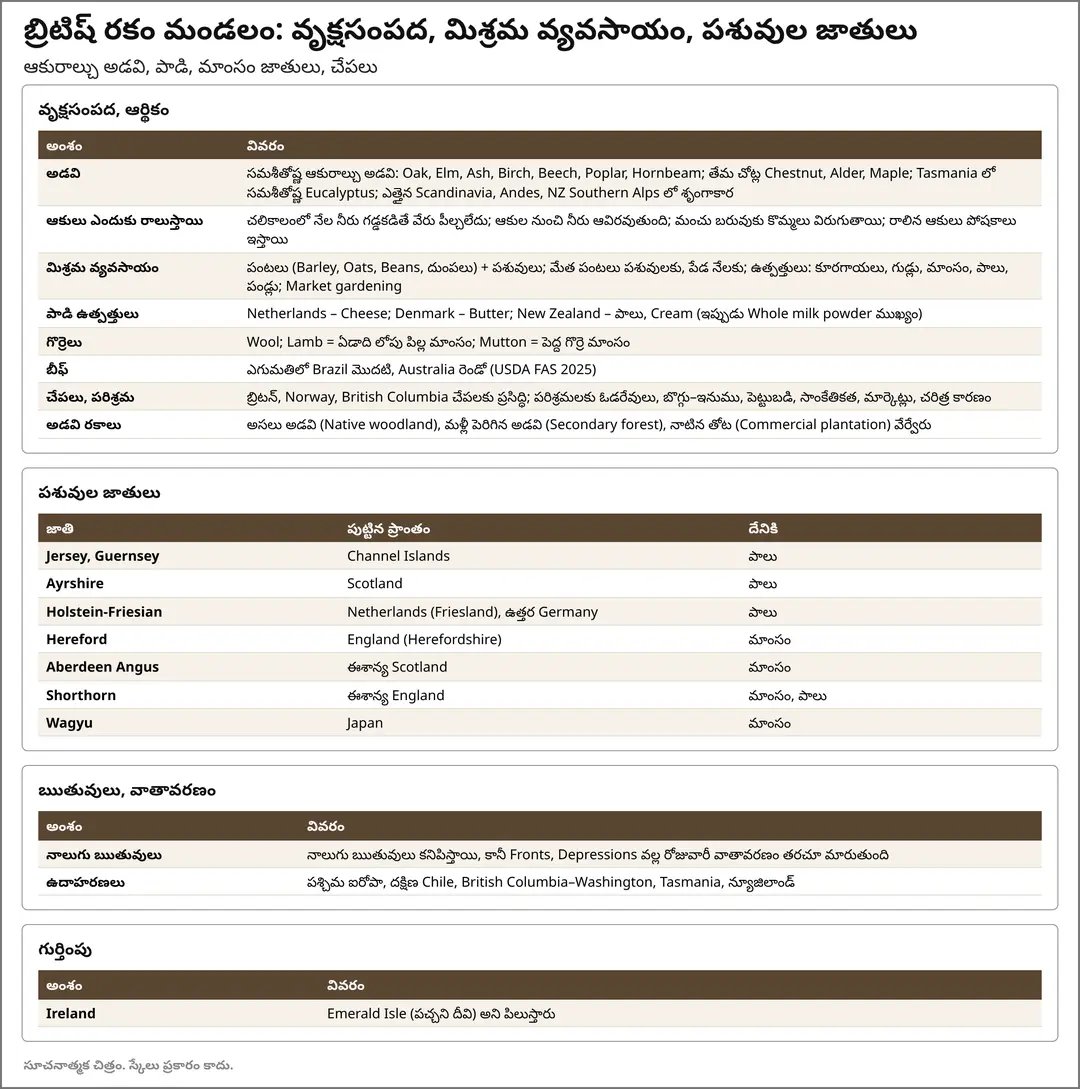 బ్రిటిష్ రకం మండలం: వృక్షసంపద, మిశ్రమ వ్యవసాయం, పశువుల జాతులు
ఆకురాల్చు అడవి, పాడి, మాంసం జాతులు, చేపలు
వృక్షసంపద, ఆర్థికం
అంశం వివరం
అడవి సమశీతోష్ణ ఆకురాల్చు అడవి: Oak, Elm, Ash, Birch, Beech, Poplar, Hornbeam; తేమ చోట్ల Chestnut, Alder, Maple; Tasmania లో
సమశీతోష్ణ Eucalyptus; ఎత్తైన Scandinavia, Andes, NZ Southern Alps లో శృంగాకార
ఆకులు ఎందుకు రాలుస్తాయి చలికాలంలో నేల నీరు గడ్డకడితే వేరు పీల్చలేదు; ఆకుల నుంచి నీరు ఆవిరవుతుంది; మంచు బరువుకు కొమ్మలు విరుగుతాయి; రాలిన ఆకులు పోషకాలు
ఇస్తాయి
మిశ్రమ వ్యవసాయం పంటలు (Barley, Oats, Beans, దుంపలు) + పశువులు; మేత పంటలు పశువులకు, పేడ నేలకు; ఉత్పత్తులు: కూరగాయలు, గుడ్లు, మాంసం, పాలు,
పండ్లు; Market gardening
పాడి ఉత్పత్తులు Netherlands – Cheese; Denmark – Butter; New Zealand – పాలు, Cream (ఇప్పుడు Whole milk powder ముఖ్యం)
గొర్రెలు Wool; Lamb = ఏడాది లోపు పిల్ల మాంసం; Mutton = పెద్ద గొర్రె మాంసం
బీఫ్ ఎగుమతిలో Brazil మొదటి, Australia రెండో (USDA FAS 2025)
చేపలు, పరిశ్రమ బ్రిటన్, Norway, British Columbia చేపలకు ప్రసిద్ధి; పరిశ్రమలకు ఓడరేవులు, బొగ్గు–ఇనుము, పెట్టుబడి, సాంకేతికత, మార్కెట్లు, చరిత్ర కారణం
అడవి రకాలు అసలు అడవి (Native woodland), మళ్లీ పెరిగిన అడవి (Secondary forest), నాటిన తోట (Commercial plantation) వేర్వేరు
పశువుల జాతులు
జాతి పుట్టిన ప్రాంతం దేనికి
Jersey, Guernsey Channel Islands పాలు
Ayrshire Scotland పాలు
Holstein-Friesian Netherlands (Friesland), ఉత్తర Germany పాలు
Hereford England (Herefordshire) మాంసం
Aberdeen Angus ఈశాన్య Scotland మాంసం
Shorthorn ఈశాన్య England మాంసం, పాలు
Wagyu Japan మాంసం
ఋతువులు, వాతావరణం
అంశం వివరం
నాలుగు ఋతువులు నాలుగు ఋతువులు కనిపిస్తాయి, కానీ Fronts, Depressions వల్ల రోజువారీ వాతావరణం తరచూ మారుతుంది
ఉదాహరణలు పశ్చిమ ఐరోపా, దక్షిణ Chile, British Columbia–Washington, Tasmania, న్యూజిలాండ్
గుర్తింపు
అంశం వివరం
Ireland Emerald Isle (పచ్చని దీవి) అని పిలుస్తారు
సూచనాత్మక చిత్రం. స్కేలు ప్రకారం కాదు.